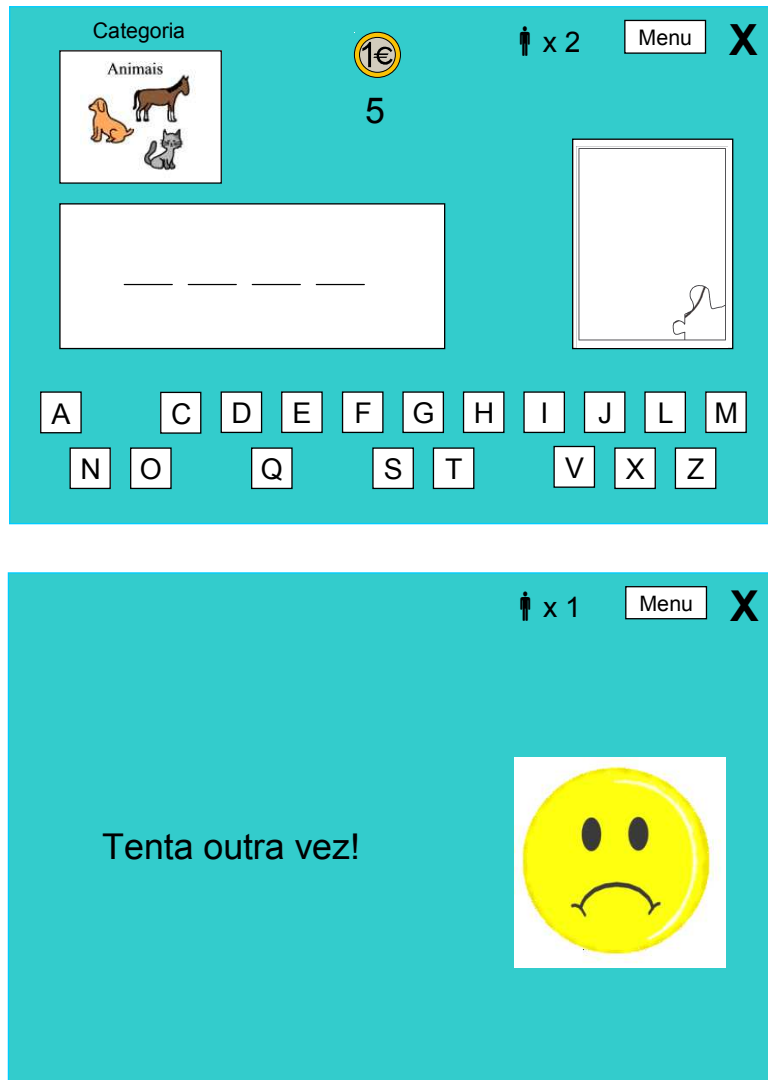 Categoria
Animais
1€
5
x 2
Menu
X
A C D E F G H I J L M
N O Q S T V X Z
x 1
Menu
X
Tenta outra vez!